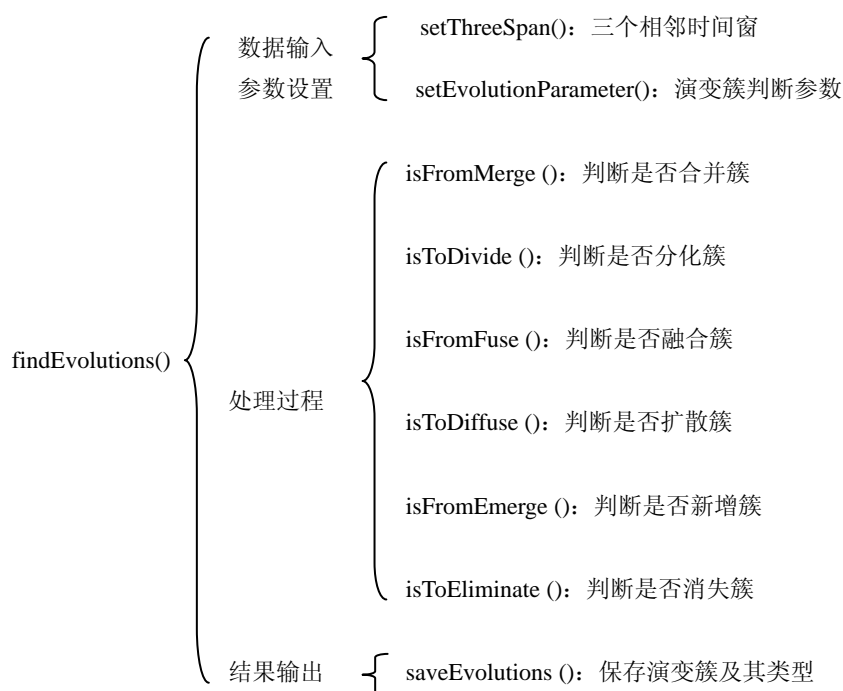 setThreeSpan(): 三个相邻时间窗
数据输入
参数设置
setEvolutionParameter(): 演变簇判断参数
isFromMerge (): 判断是否合并簇
isToDivide (): 判断是否分化簇
isFromFuse (): 判断是否融合簇
findEvolutions()
处理过程
isToDiffuse (): 判断是否扩散簇
isFromEmerge (): 判断是否新增簇
isToEliminate (): 判断是否消失簇
结果输出
saveEvolutions (): 保存演变簇及其类型